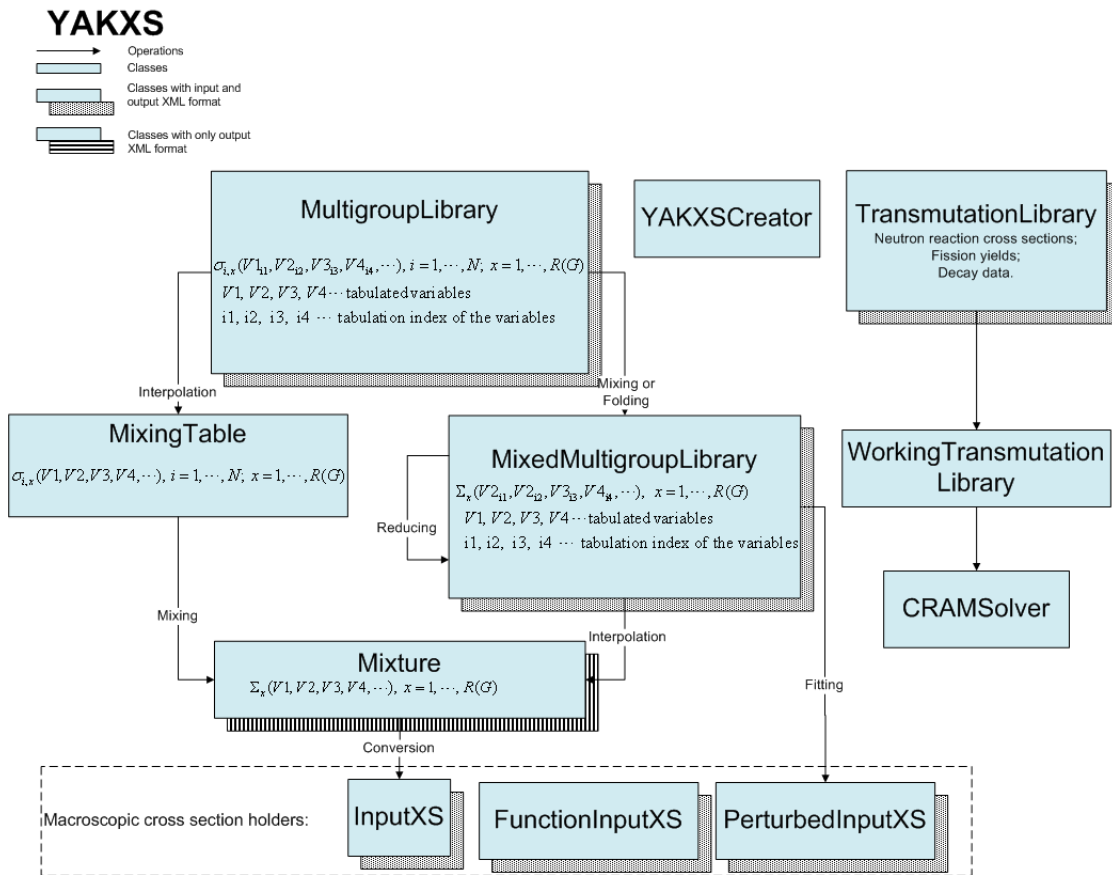 YAKXS
Operations
Classes
Classes with input and
output XML format
Classes with only output
XML format
MultigroupLibrary
σi,x(V1i1, V2i2, V3i3, V4i4, ⋯), i = 1, ⋯, N; x = 1, ⋯, R(G)
V1, V2, V3, V4 ⋯ tabulated variables
i1, i2, i3, i4 ⋯ tabulation index of the variables
YAKXSCreator
TransmutationLibrary
Neutron reaction cross sections;
Fission yields;
Decay data.
Interpolation
Mixing or
Folding
MixingTable
σi,x(V1, V2, V3, V4, ⋯), i = 1, ⋯, N; x = 1, ⋯, R(G)
MixedMultigroupLibrary
Σx(V2i1, V2i2, V3i3, V4i4, ⋯), x = 1, ⋯, R(G)
V1, V2, V3, V4 ⋯ tabulated variables
i1, i2, i3, i4 ⋯ tabulation index of the variables
Reducing
WorkingTransmutation
Library
CRAMSolver
Mixing
Interpolation
Mixture
Σx(V1, V2, V3, V4, ⋯), x = 1, ⋯, R(G)
Fitting
Conversion
Macroscopic cross section holders:
InputXS
FunctionInputXS
PerturbedInputXS